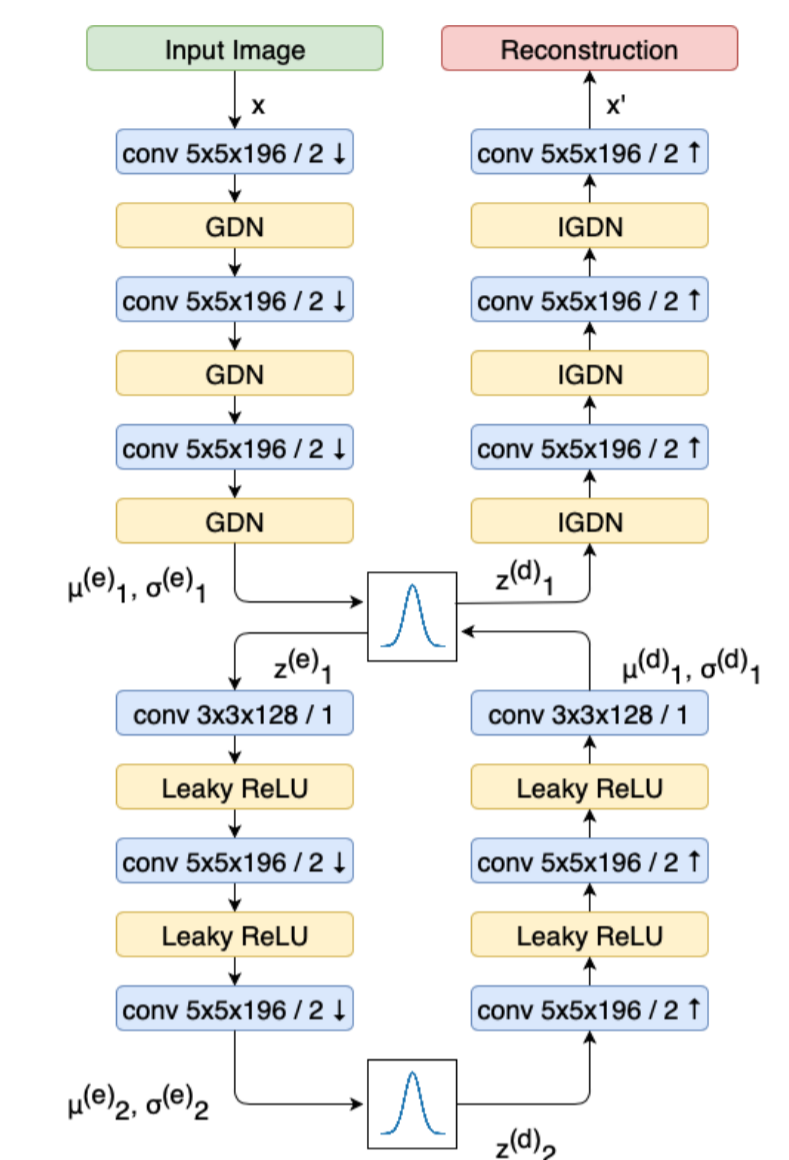 Input Image
x
conv 5x5x196 / 2 ↓
GDN
conv 5x5x196 / 2 ↓
GDN
conv 5x5x196 / 2 ↓
GDN
μ(e)1, σ(e)1
z(e)1
conv 3x3x128 / 1
Leaky ReLU
conv 5x5x196 / 2 ↓
Leaky ReLU
conv 5x5x196 / 2 ↓
μ(e)2, σ(e)2
z(d)2
conv 5x5x196 / 2 ↑
Leaky ReLU
conv 5x5x196 / 2 ↑
Leaky ReLU
conv 3x3x128 / 1
μ(d)1, σ(d)1
z(d)1
IGDN
conv 5x5x196 / 2 ↑
IGDN
conv 5x5x196 / 2 ↑
IGDN
conv 5x5x196 / 2 ↑
x'
Reconstruction